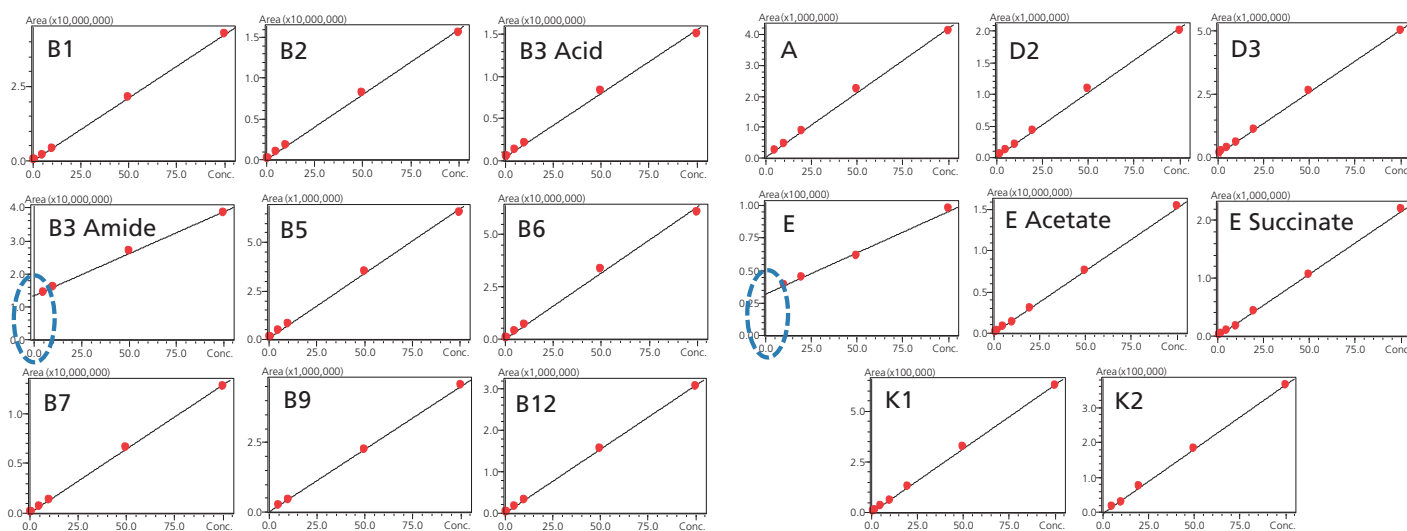 Area (x10,000,000)
B1
2.5
0.0
0.0 25.0 50.0 75.0 Conc.
Area (x10,000,000)
B2
1.5
1.0
0.5
0.0
0.0 25.0 50.0 75.0 Conc.
Area (x10,000,000)
B3 Acid
1.5
1.0
0.5
0.0
0.0 25.0 50.0 75.0 Conc.
Area (x1,000,000)
A
4.0
3.0
2.0
1.0
0.0
0.0 25.0 50.0 75.0 Conc.
Area (x1,000,000)
D2
2.0
1.5
1.0
0.5
0.0
0.0 25.0 50.0 75.0 Conc.
Area (x1,000,000)
D3
5.0
2.5
0.0
0.0 25.0 50.0 75.0 Conc
Area (x10,000,000)
B3 Amide
4.0
3.0
2.0
1.0
0.0
0.0 25.0 50.0 75.0 Conc.
Area (x1,000,000)
B5
5.0
2.5
0.0
0.0 25.0 50.0 75.0 Conc.
Area (x10,000,000)
B6
5.0
2.5
0.0
0.0 25.0 50.0 75.0 Conc.
Area (x100,000)
E
1.00
0.75
0.50
0.25
0.00
0.0 25.0 50.0 75.0 Conc.
Area (x10,000,000)
E Acetate
1.5
1.0
0.5
0.0
0.0 25.0 50.0 75.0 Conc.
Area (x1,000,000)
E Succinate
2.0
1.0
0.0
0.0 25.0 50.0 75.0 Conc
Area (x10,000,000)
B7
1.0
0.5
0.0
0.0 25.0 50.0 75.0 Conc.
Area (x1,000,000)
B9
2.5
0.0
0.0 25.0 50.0 75.0 Conc.
Area (x1,000,000)
B12
3.0
2.0
1.0
0.0
0.0 25.0 50.0 75.0 Conc.
Area (x100,000)
K1
5.0
2.5
0.0
0.0 25.0 50.0 75.0 Conc.
Area (x100,000)
K2
3.0
2.0
1.0
0.0
0.0 25.0 50.0 75.0 Conc.